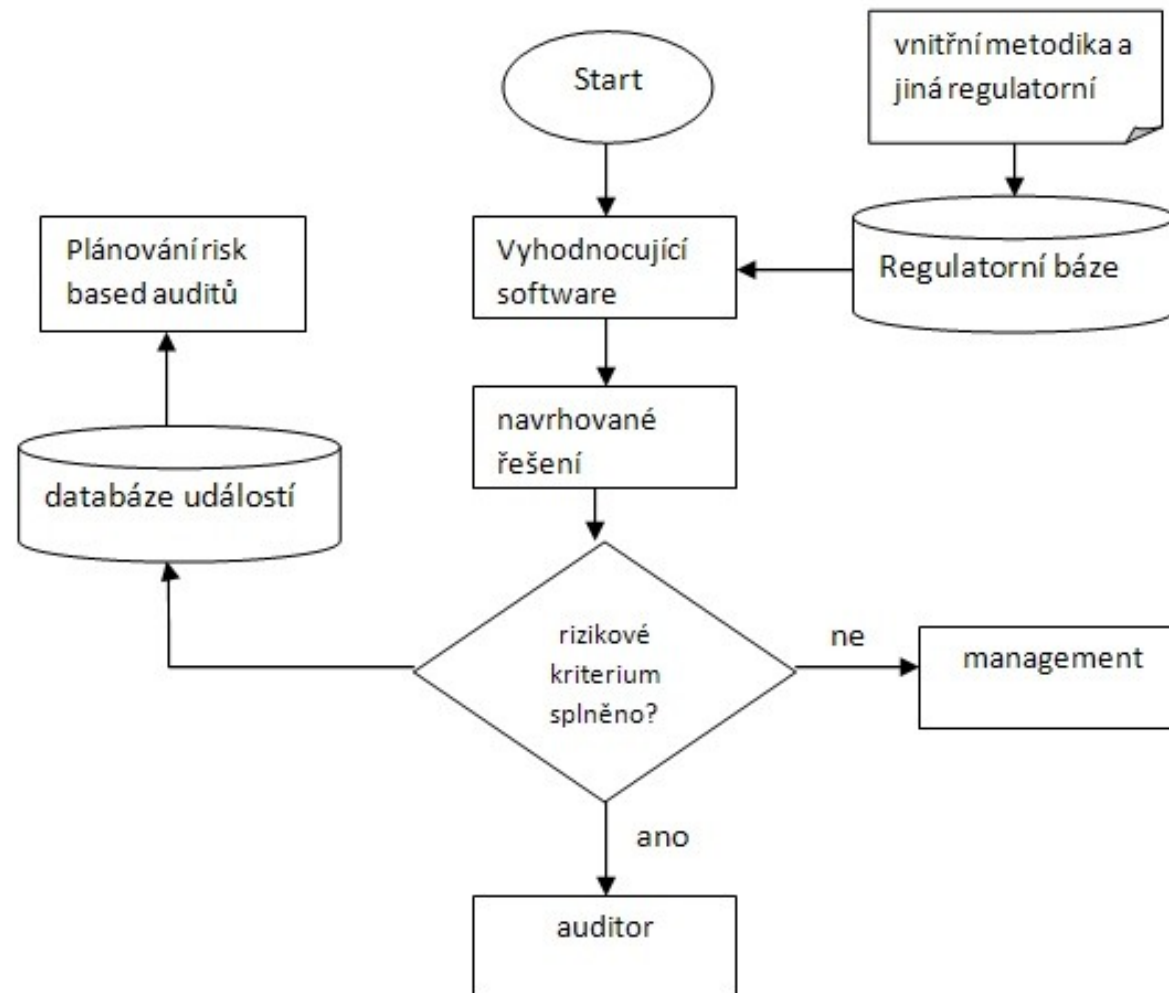 Start
vnitřní metodika a
jiná regulatorní
Plánování risk
based auditů
Vyhodnocující
software
Regulatorní báze
navrhované
řešení
databáze událostí
rizikové
kriterium
splněno?
ne
management
ano
auditor